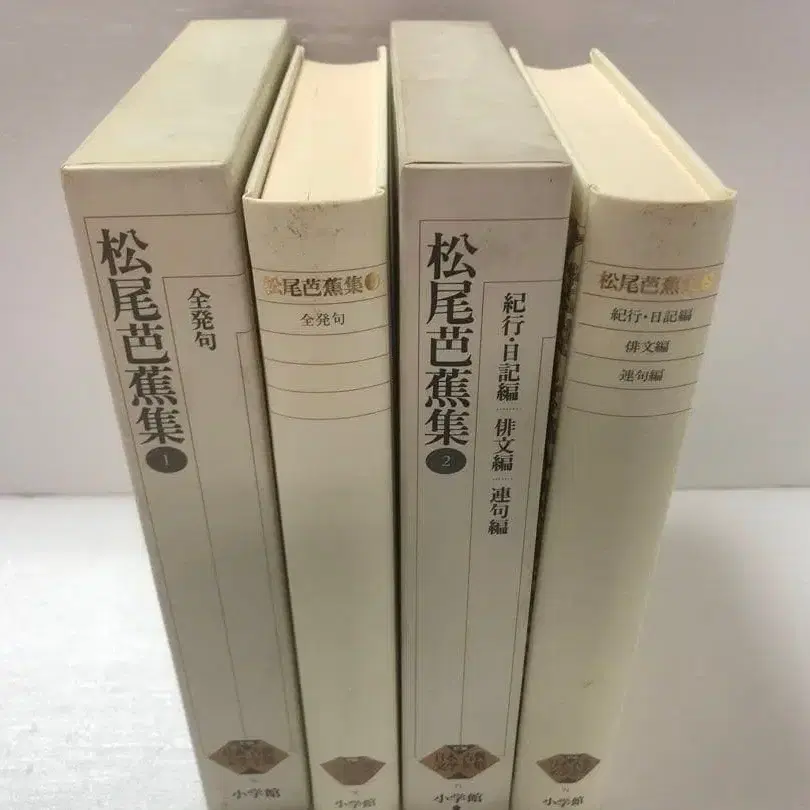 松尾芭蕉集
1
全発句
小学館
松尾芭蕉集
全発句
松尾芭蕉集
2
紀行・日記編
俳文編
連句編
小学館
松尾芭蕉集
紀行・日記編
俳文編
連句編
小学館